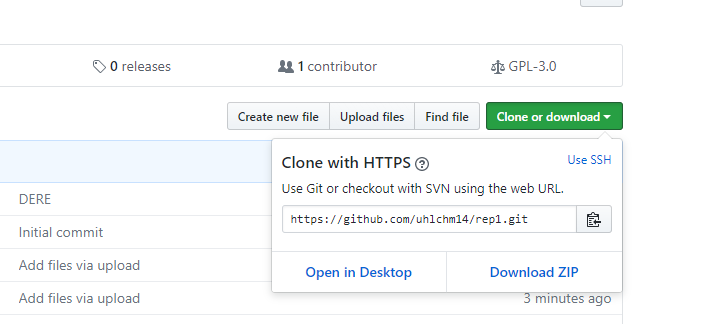 0 releases
1 contributor
GPL-3.0
Create new file
Upload files
Find file
Clone or download
Clone with HTTPS
Use SSH
Use Git or checkout with SVN using the web URL.
https://github.com/uhlchm14/rep1.git
Open in Desktop
Download ZIP
DERE
Initial commit
Add files via upload
Add files via upload
3 minutes ago